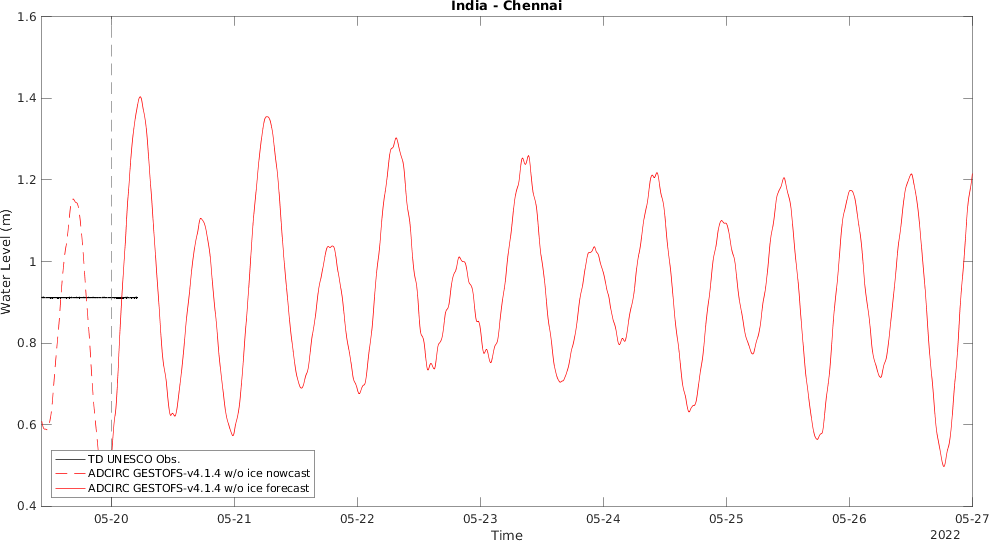 India - Chennai
Water Level (m)
1.6
1.4
1.2
1
0.8
0.6
0.4
TD UNESCO Obs.
ADCIRC GESTOFS-v4.1.4 w/o ice nowcast
ADCIRC GESTOFS-v4.1.4 w/o ice forecast
05-20 05-21 05-22 05-23 05-24 05-25 05-26 05-27
Time
2022